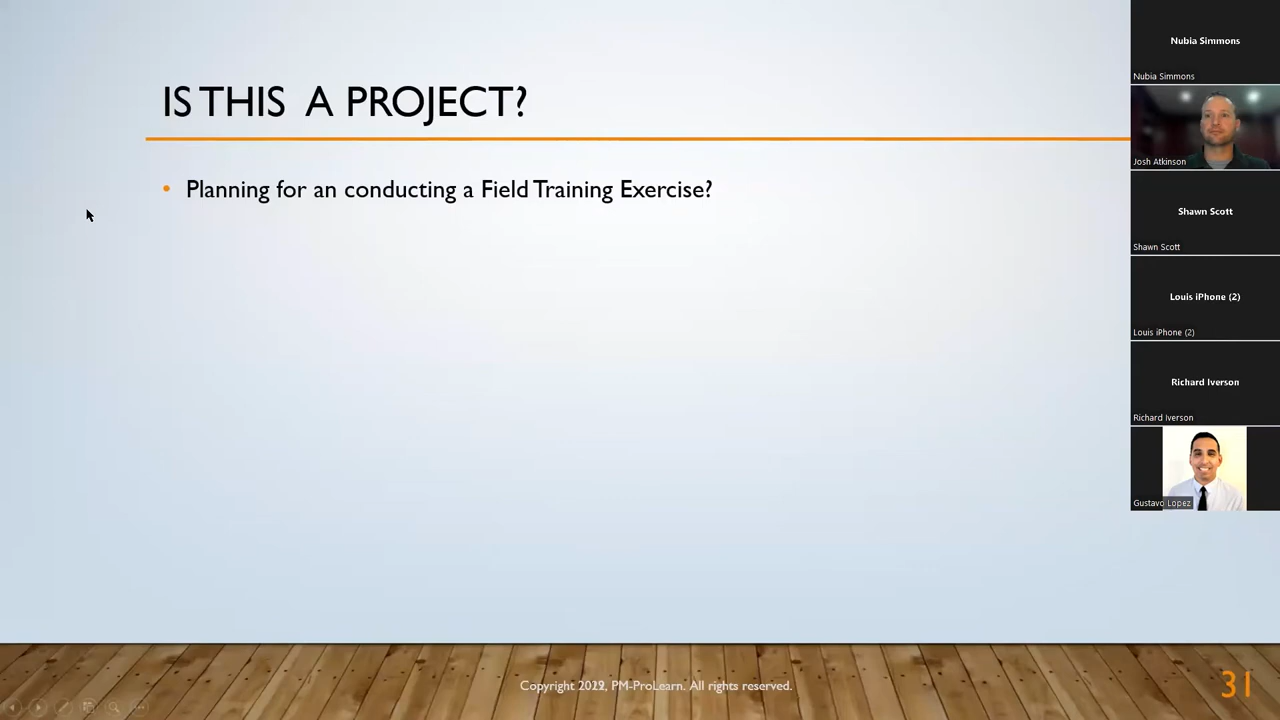 IS THIS A PROJECT?
• Planning for an conducting a Field Training Exercise?
Nubia Simmons
Nubia Simmons
Josh Atkinson
Shawn Scott
Shawn Scott
Louis iPhone (2)
Louis iPhone (2)
Richard Iverson
Richard Iverson
Gustavo Lopez
Copyright, PM-ProLearn. All rights reserved.
31